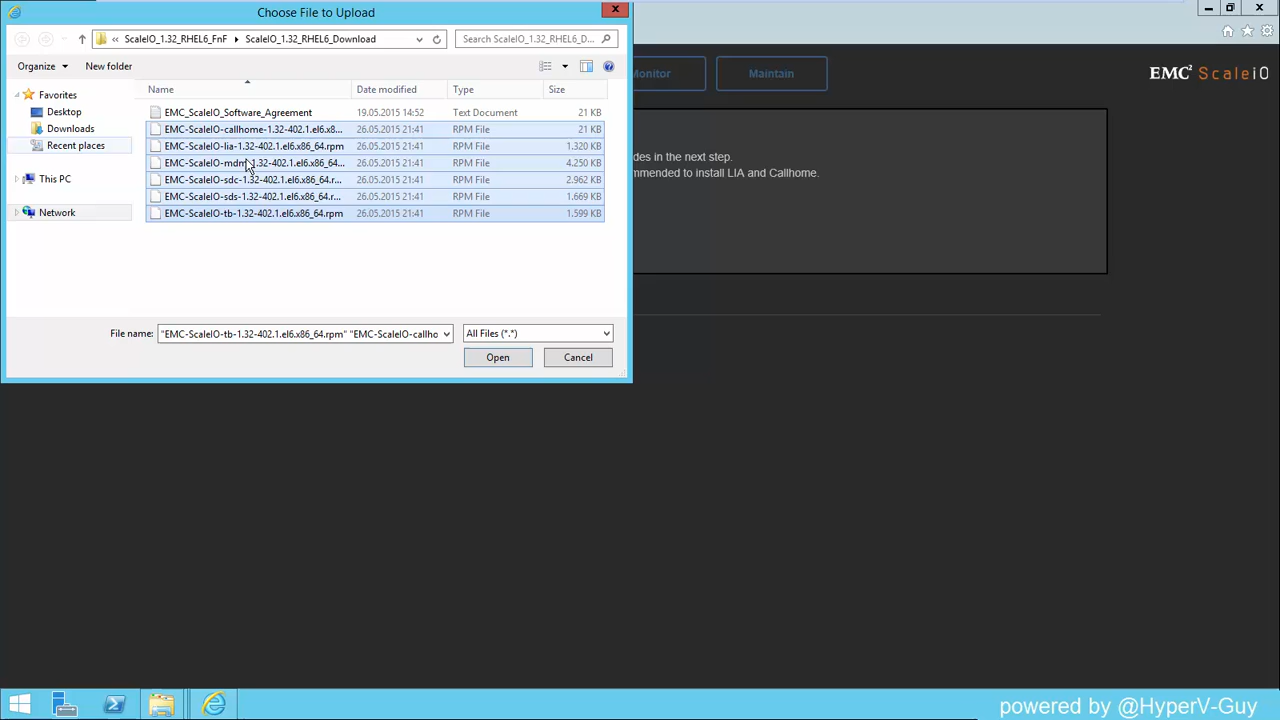 Choose File to Upload
« ScaleIO_1.32_RHEL6_FnF ScaleIO_1.32_RHEL6_Download
Search ScaleIO_1.32_RHEL6_D...
Organize New folder
Name Date modified Type Size
Favorites
Desktop
Downloads
Recent places
This PC
Network
EMC_ScaleIO_Software_Agreement 19.05.2015 14:52 Text Document 21 KB
EMC-ScaleIO-callhome-1.32-402.1.el6.x8... 26.05.2015 21:41 RPM File 21 KB
EMC-ScaleIO-lia-1.32-402.1.el6.x86_64.rpm 26.05.2015 21:41 RPM File 1.320 KB
EMC-ScaleIO-mdm-1.32-402.1.el6.x86_64... 26.05.2015 21:41 RPM File 4.250 KB
EMC-ScaleIO-sdc-1.32-402.1.el6.x86_64.r... 26.05.2015 21:41 RPM File 2.962 KB
EMC-ScaleIO-sds-1.32-402.1.el6.x86_64.r... 26.05.2015 21:41 RPM File 1.669 KB
EMC-ScaleIO-tb-1.32-402.1.el6.x86_64.rpm 26.05.2015 21:41 RPM File 1.599 KB
File name: "EMC-ScaleIO-tb-1.32-402.1.el6.x86_64.rpm" "EMC-ScaleIO-callho
All Files (*.*)
Open Cancel
Monitor Maintain
EMC² ScaleIO
des in the next step.
mmended to install LIA and Callhome.
powered by @HyperV-Guy